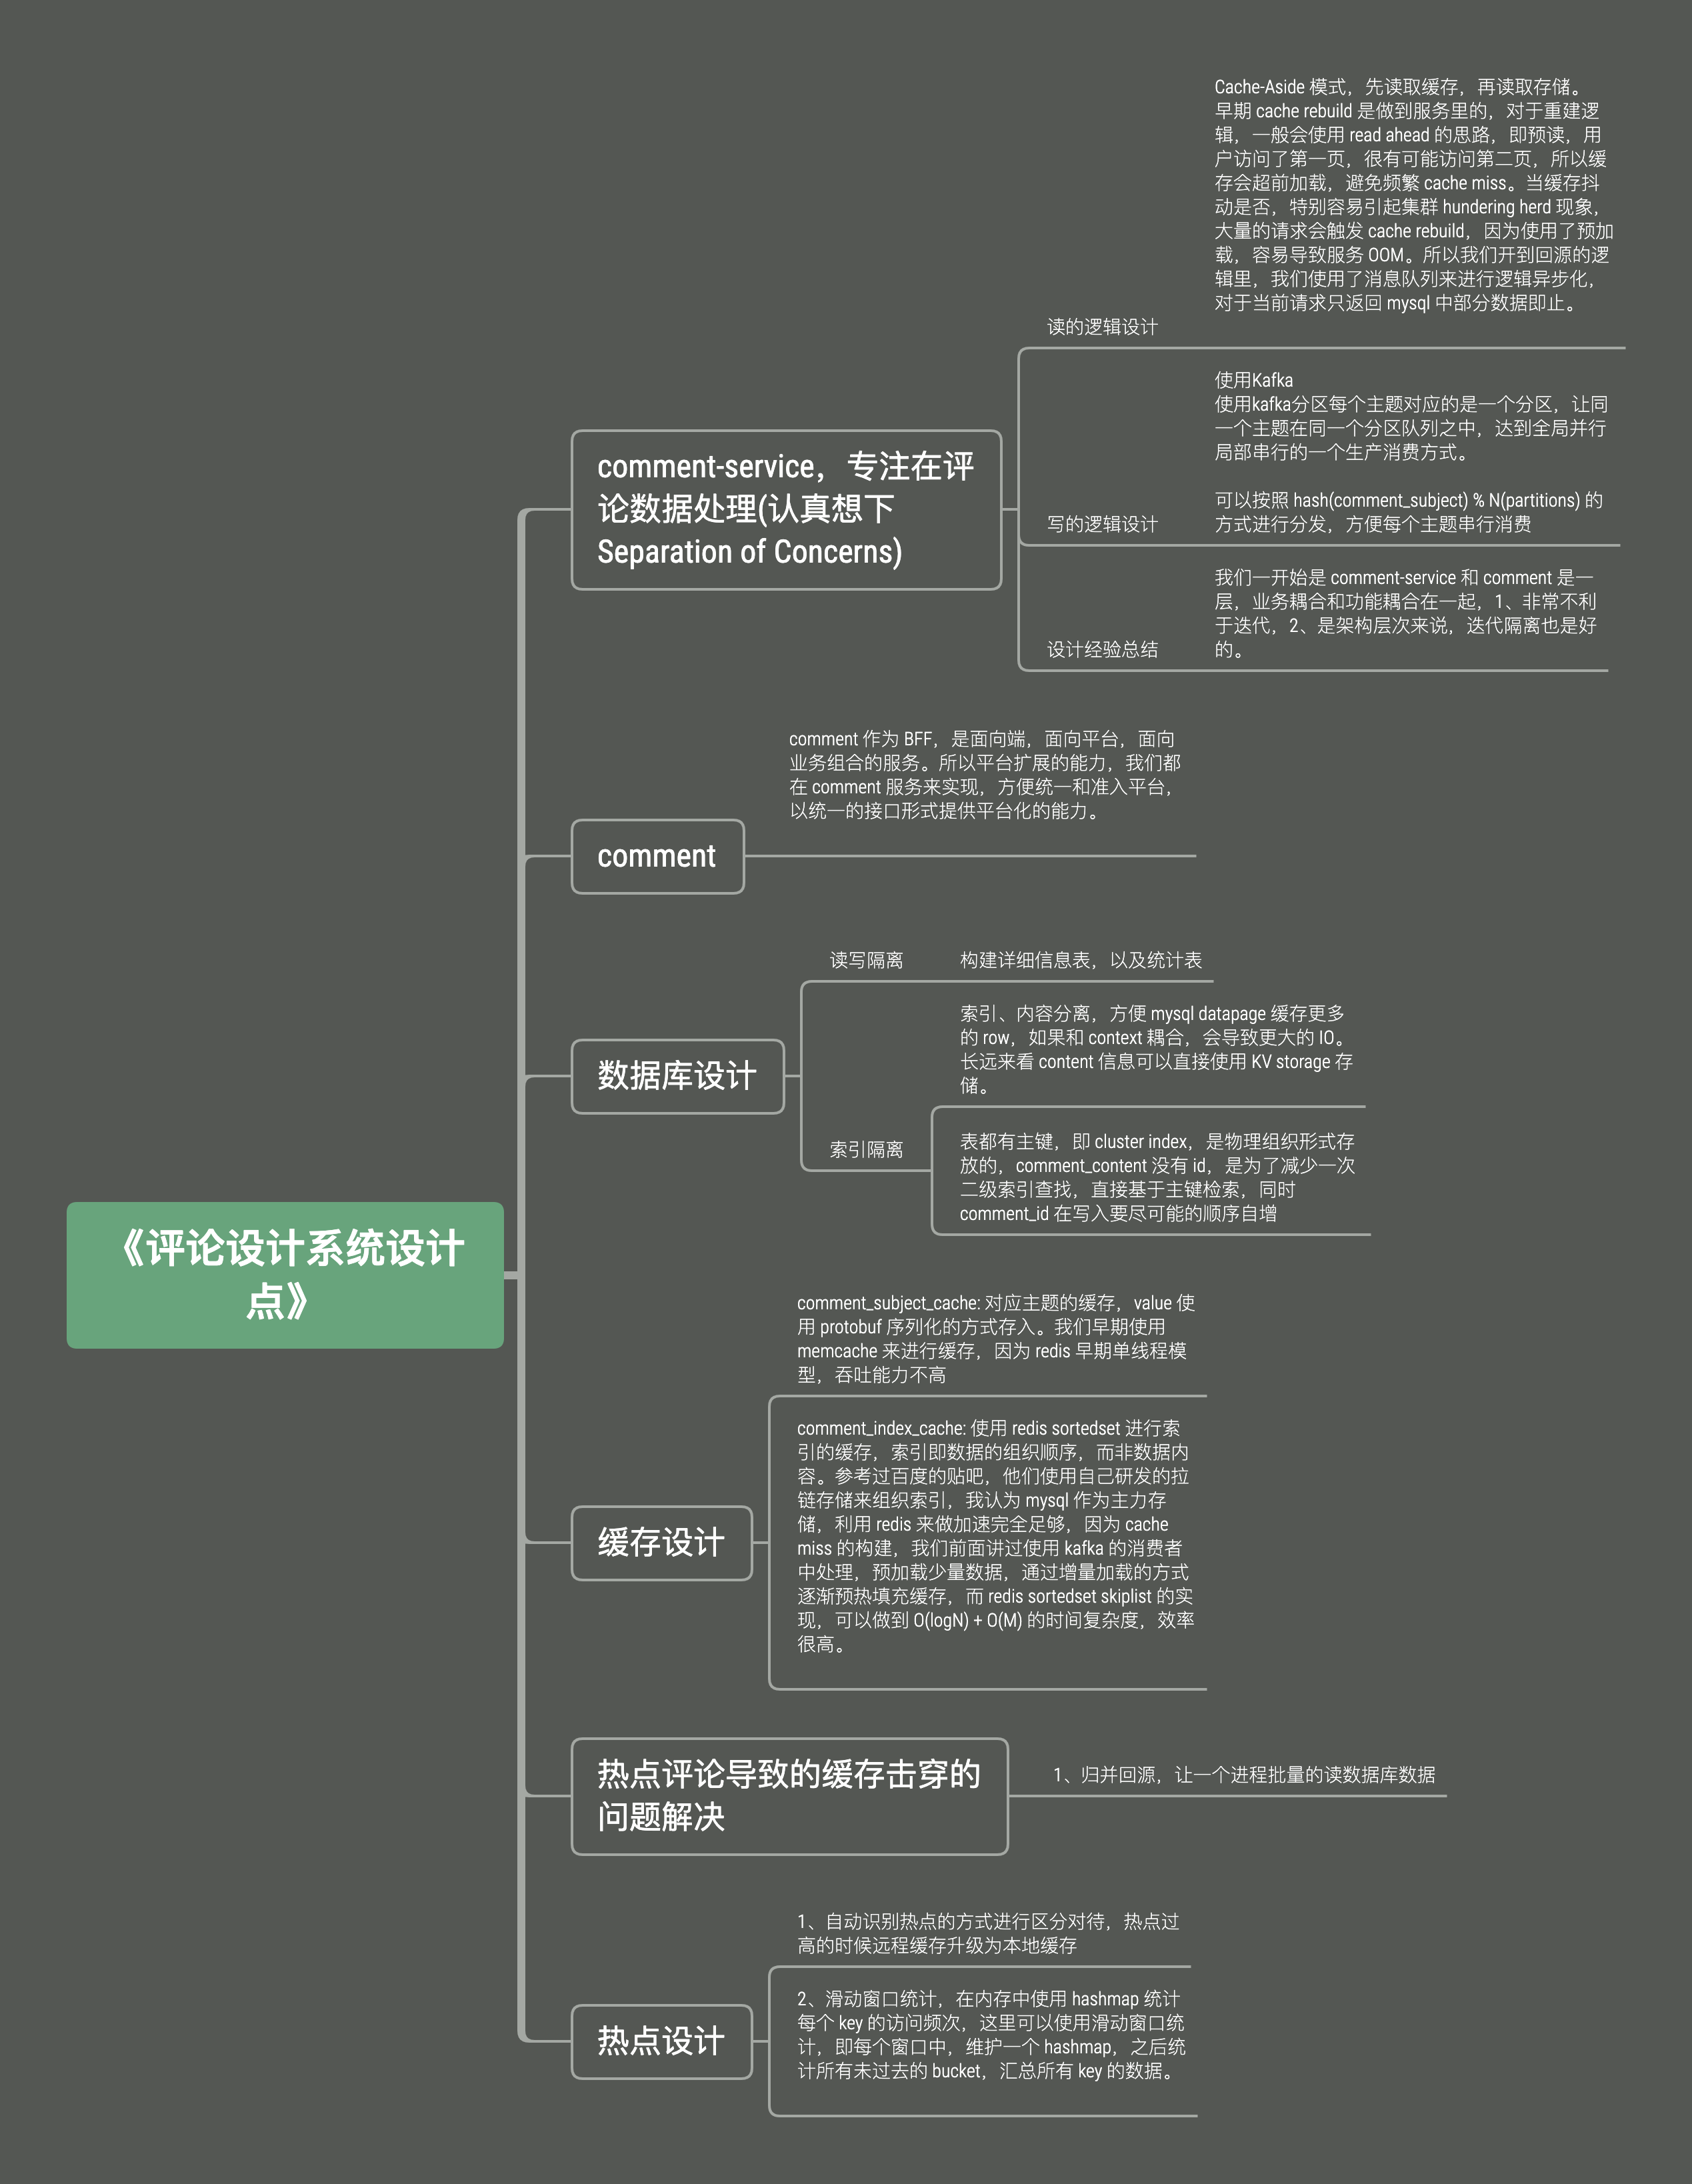 《评论设计系统设计
点》
comment-service，专注在评
论数据处理(认真想下
Separation of Concerns)
读的逻辑设计
Cache-Aside 模式，先读取缓存，再读取存储。
早期 cache rebuild 是做到服务里的，对于重建逻
辑，一般会使用 read ahead 的思路，即预读，用
户访问了第一页，很有可能访问第二页，所以缓
存会超前加载，避免频繁 cache miss。当缓存抖
动是否，特别容易引起集群 hundering herd 现象，
大量的请求会触发 cache rebuild，因为使用了预加
载，容易导致服务 OOM。所以我们开到回源的逻
辑里，我们使用了消息队列来进行逻辑异步化，
对于当前请求只返回 mysql 中部分数据即止。
写的逻辑设计
使用Kafka
使用kafka分区每个主题对应的是一个分区，让同
一个主题在同一个分区队列之中，达到全局并行
局部串行的一个生产消费方式。
可以按照 hash(comment_subject) % N(partitions) 的
方式进行分发，方便每个主题串行消费
设计经验总结
我们一开始是 comment-service 和 comment 是一
层，业务耦合和功能耦合在一起，1、非常不利
于迭代，2、是架构层次来说，迭代隔离也是好
的。
comment
comment 作为 BFF，是面向端，面向平台，面向
业务组合的服务。所以平台扩展的能力，我们都
在 comment 服务来实现，方便统一和准入平台，
以统一的接口形式提供平台化的能力。
数据库设计
读写隔离
构建详细信息表，以及统计表
索引隔离
索引、内容分离，方便 mysql datapage 缓存更多
的 row，如果和 context 耦合，会导致更大的 IO。
长远来看 content 信息可以直接使用 KV storage 存
储。
表都有主键，即 cluster index，是物理组织形式存
放的，comment_content 没有 id，是为了减少一次
二级索引查找，直接基于主键检索，同时
comment_id 在写入要尽可能的顺序自增
缓存设计
comment_subject_cache: 对应主题的缓存，value 使
用 protobuf 序列化的方式存入。我们早期使用
memcache 来进行缓存，因为 redis 早期单线程模
型，吞吐能力不高
comment_index_cache: 使用 redis sortedset 进行索
引的缓存，索引即数据的组织顺序，而非数据内
容。参考过百度的贴吧，他们使用自己研发的拉
链存储来组织索引，我认为 mysql 作为主力存
储，利用 redis 来做加速完全足够，因为 cache
miss 的构建，我们前面讲过使用 kafka 的消费者
中处理，预加载少量数据，通过增量加载的方式
逐渐预热填充缓存，而 redis sortedset skiplist 的实
现，可以做到 O(logN) + O(M) 的时间复杂度，效率
很高。
热点评论导致的缓存击穿的
问题解决
1、归并回源，让一个进程批量的读数据库数据
热点设计
1、自动识别热点的方式进行区分对待，热点过
高的时候远程缓存升级为本地缓存
2、滑动窗口统计，在内存中使用 hashmap 统计
每个 key 的访问频次，这里可以使用滑动窗口统
计，即每个窗口中，维护一个 hashmap，之后统
计所有未过去的 bucket，汇总所有 key 的数据。